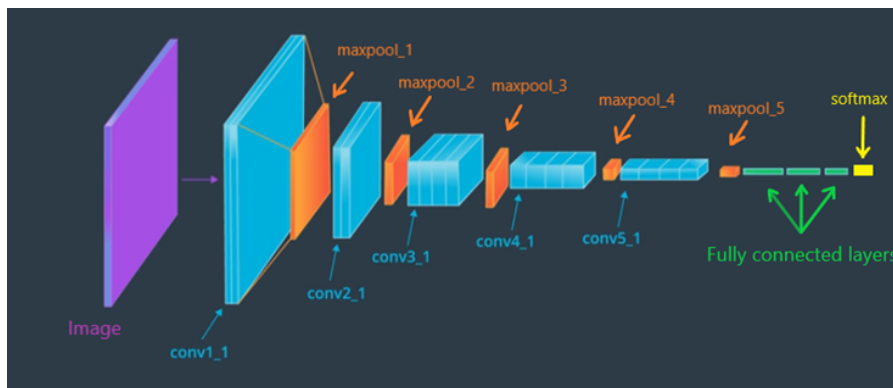 maxpool_1
maxpool_2
maxpool_3
maxpool_4
maxpool_5
softmax
Image
conv1_1
conv2_1
conv3_1
conv4_1
conv5_1
Fully connected layers